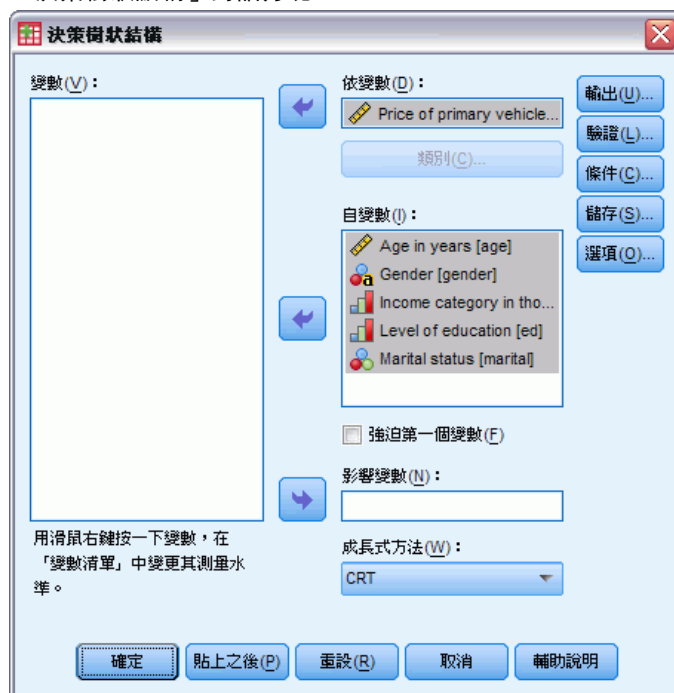 決策樹狀結構
變數(V)：
用滑鼠右鍵按一下變數，在
「變數清單」中變更其測量水
準。
依變數(D)：
Price of primary vehicle...
類別(C)...
自變數(I)：
Age in years [age]
Gender [gender]
Income category in tho...
Level of education [ed]
Marital status [marital]
強迫第一個變數(F)
影響變數(N)：
成長式方法(W)：
CRT
輸出(U)...
驗證(L)...
條件(C)...
儲存(S)...
選項(O)...
確定
貼上之後(P)
重設(R)
取消
輔助說明